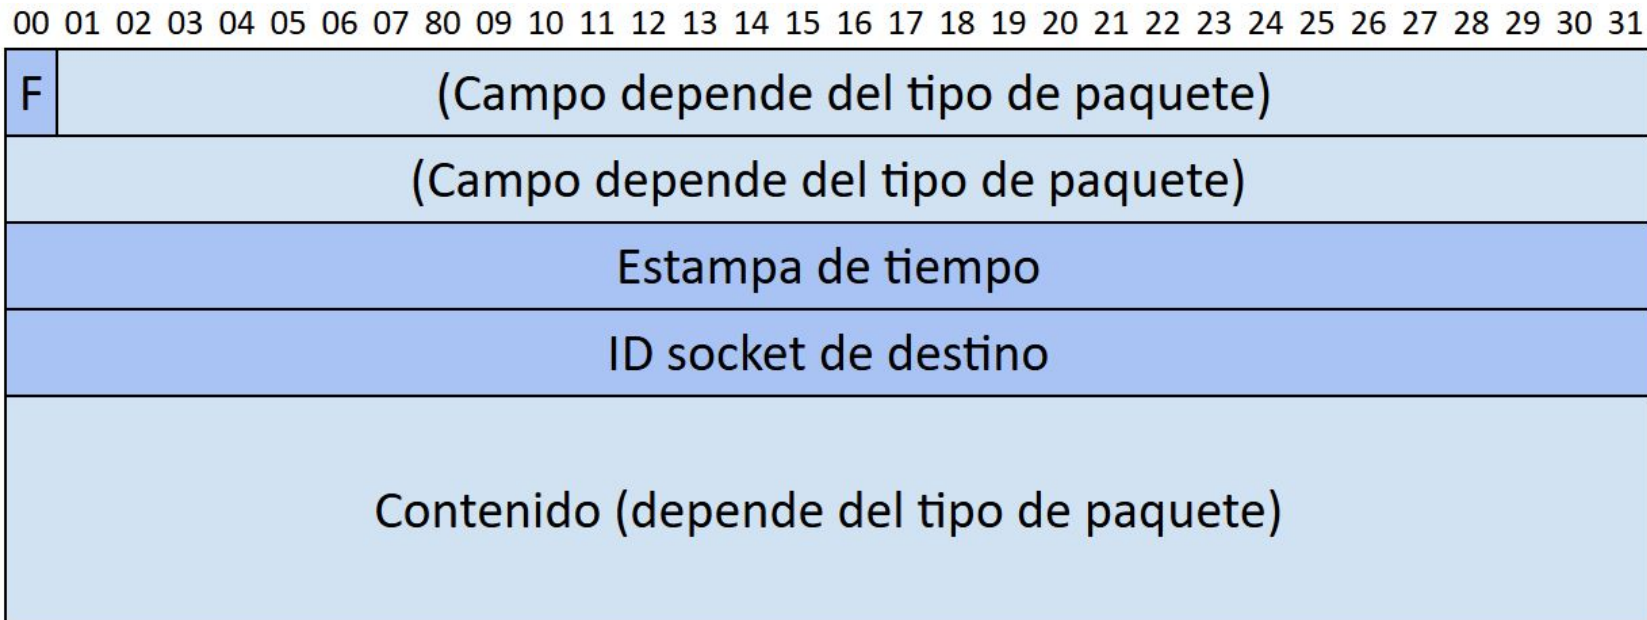 00 01 02 03 04 05 06 07 80 09 10 11 12 13 14 15 16 17 18 19 20 21 22 23 24 25 26 27 28 29 30 31
F (Campo depende del tipo de paquete)
(Campo depende del tipo de paquete)
Estampa de tiempo
ID socket de destino
Contenido (depende del tipo de paquete)